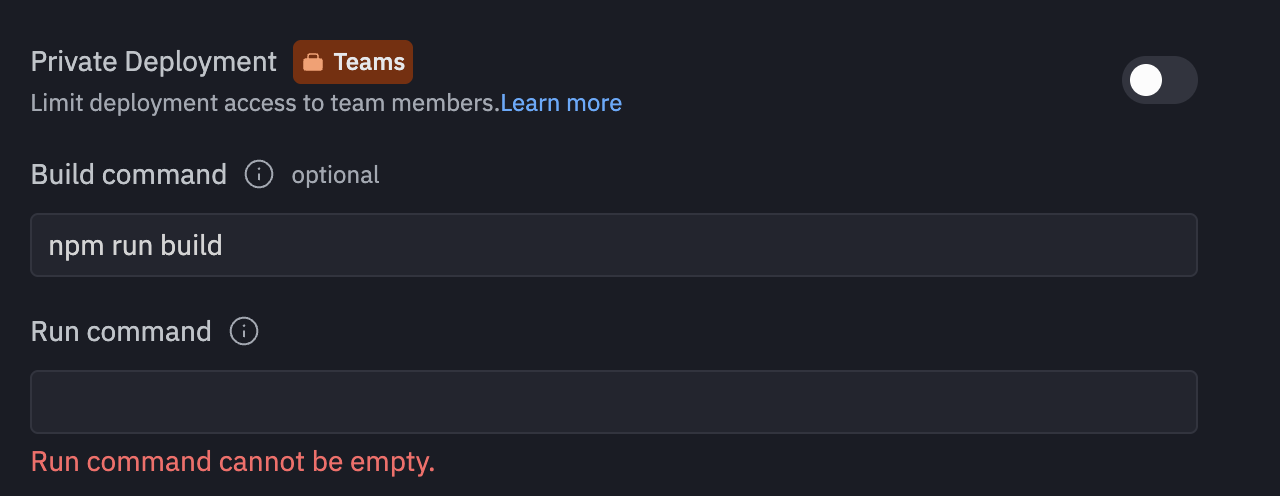 Private Deployment Teams
Limit deployment access to team members.Learn more
Build command optional
npm run build
Run command
Run command cannot be empty.